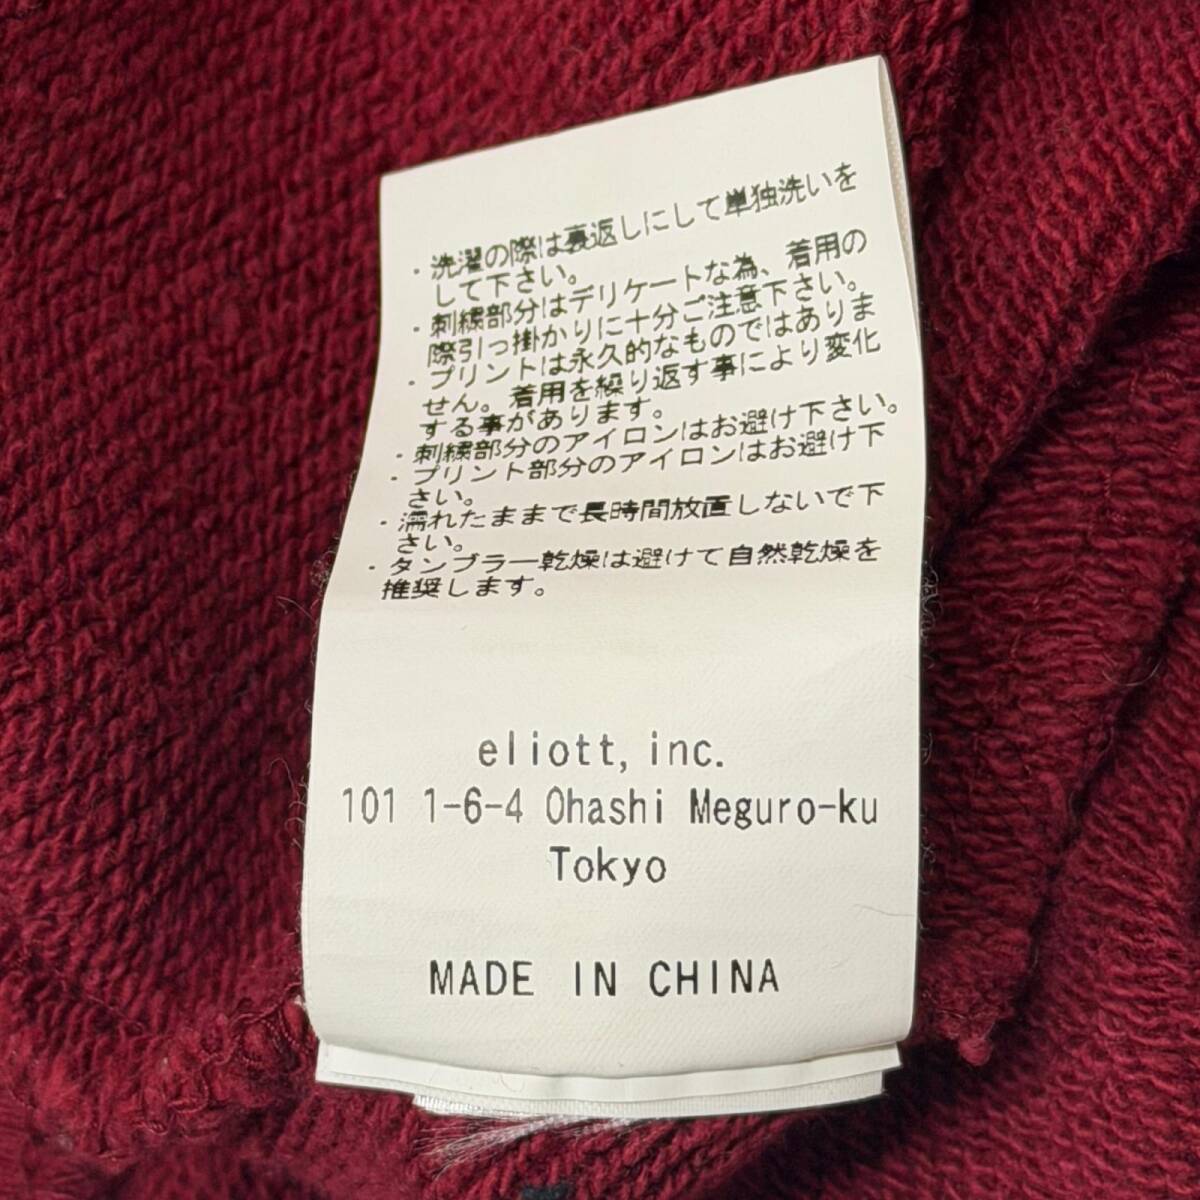 ・洗濯の際は裏返しにして単独洗いを
して下さい。
・刺繍部分はデリケートな為、着用の
際引っ掛かりに十分ご注意下さい。
・プリントは永久的なものではありま
せん。着用を繰り返す事により変化
する事があります。
・刺繍部分のアイロンはお避け下さい。
・プリント部分のアイロンはお避け下
さい。
・濡れたままで長時間放置しないで下
さい。
・タンブラー乾燥は避けて自然乾燥を
推奨します。
eliott, inc.
101 1-6-4 Ohashi Meguro-ku
Tokyo
MADE IN CHINA